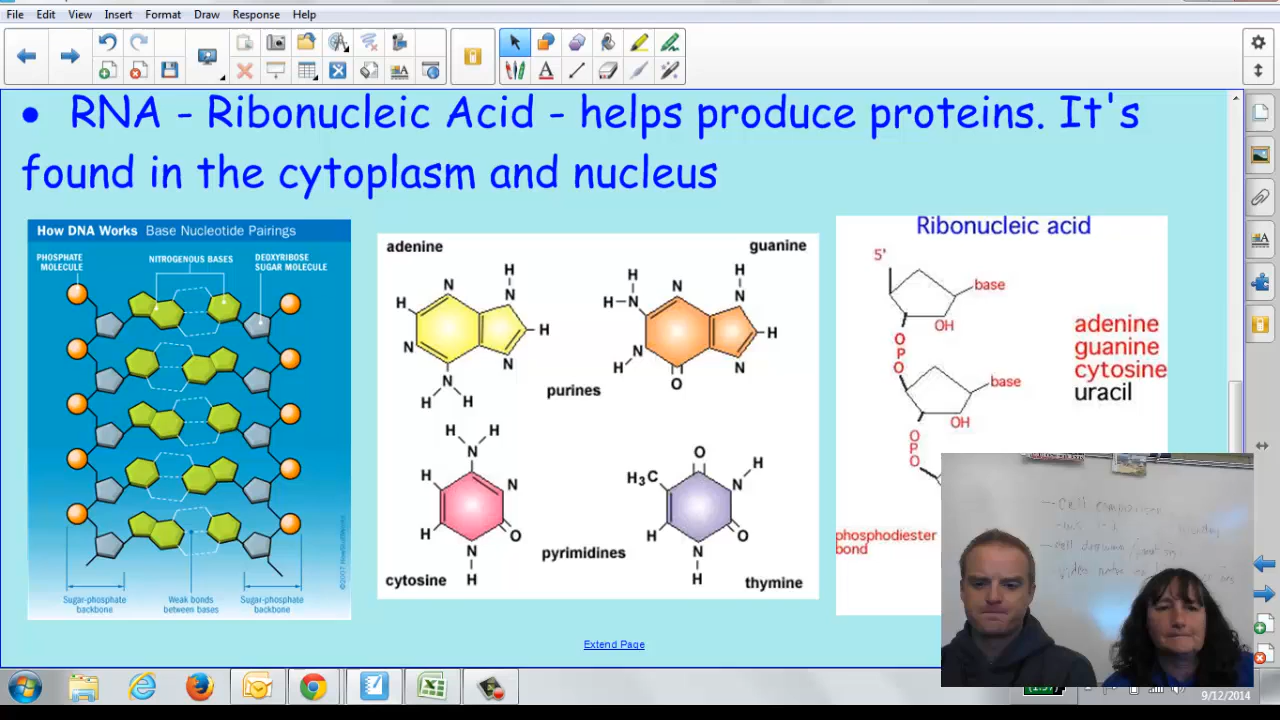 File Edit View Insert Format Draw Response Help
• RNA - Ribonucleic Acid - helps produce proteins. It's
found in the cytoplasm and nucleus
How DNA Works Base Nucleotide Pairings
PHOSPHATE
MOLECULE
NITROGENOUS BASES
DEOXYRIBOSE
SUGAR MOLECULE
Sugar-phosphate
backbone
Weak bonds
between bases
Sugar-phosphate
backbone
adenine
N
H
H
N
N
N
H
N
H H
guanine
H
H
N
H-N
N
N
H
H
N
O
purines
H H
N
H
N
H
N
O
H
cytosine
pyrimidines
O
H
H₃C
N
H
N
O
H
thymine
Ribonucleic acid
5'
base
OH
O
P
O
base
OH
O
P
O
adenine
guanine
cytosine
uracil
phosphodiester
bond
Cell comparison
Extend Page
9/12/2014